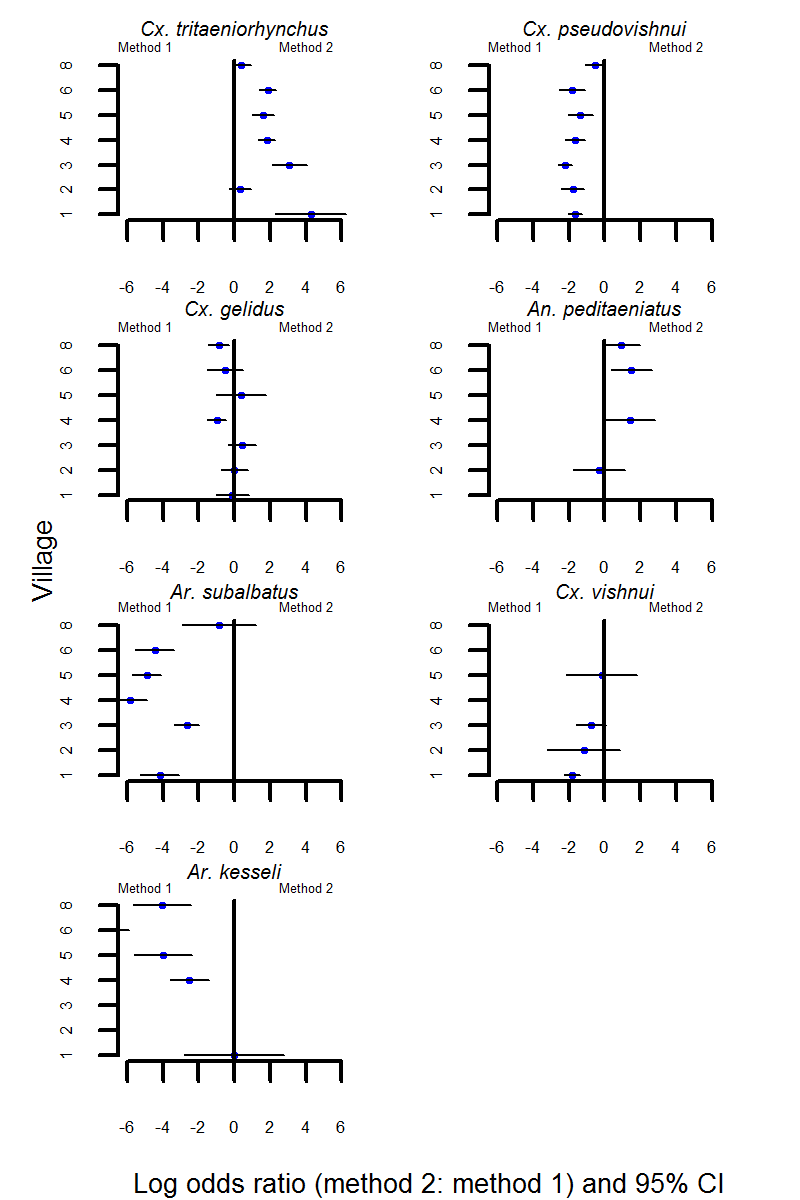 Cx. tritaeniorhynchus
Method 1 Method 2
8
6
5
4
3
2
1
-6 -4 -2 0 2 4 6
Cx. pseudovishnui
Method 1 Method 2
8
6
5
4
3
2
1
-6 -4 -2 0 2 4 6
Cx. gelidus
Method 1 Method 2
8
6
5
4
3
2
1
-6 -4 -2 0 2 4 6
An. peditaeniatus
Method 1 Method 2
8
6
5
4
3
2
1
-6 -4 -2 0 2 4 6
Village
Ar. subalbatus
Method 1 Method 2
8
6
5
4
3
2
1
-6 -4 -2 0 2 4 6
Cx. vishnui
Method 1 Method 2
8
6
5
4
3
2
1
-6 -4 -2 0 2 4 6
Ar. kesseli
Method 1 Method 2
8
6
5
4
3
2
1
-6 -4 -2 0 2 4 6
Log odds ratio (method 2: method 1) and 95% CI